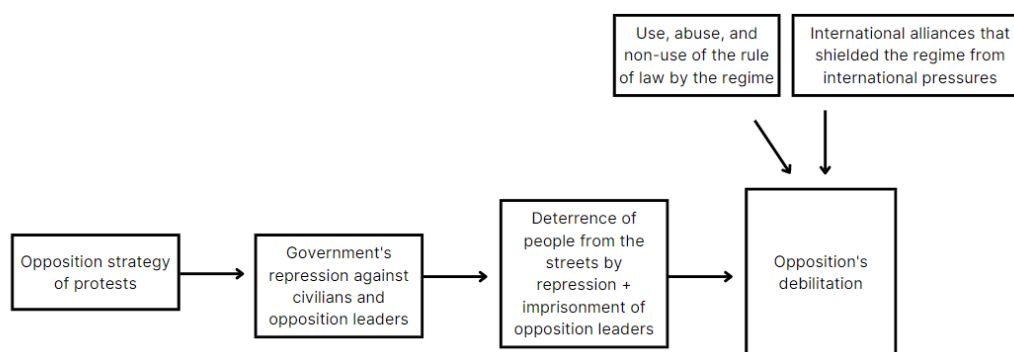 Use, abuse, and
non-use of the rule
of law by the regime
International alliances that
shielded the regime from
international pressures
Opposition strategy
of protests
Government's
repression against
civilians and
opposition leaders
Deterrence of
people from the
streets by
repression +
imprisonment of
opposition leaders
Opposition's
debilitation